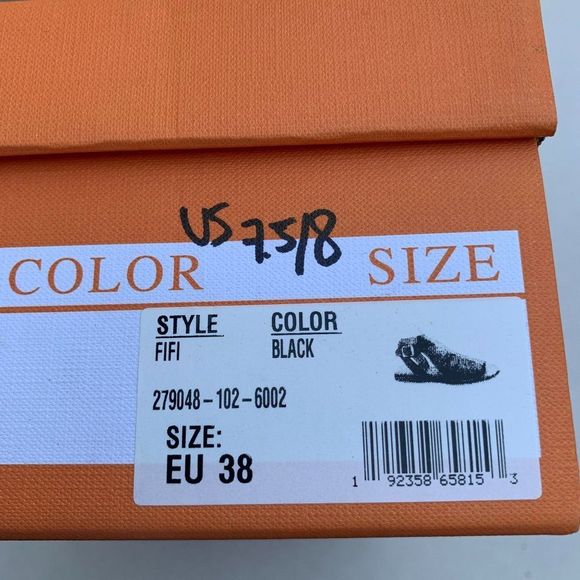 US 7.5/8
COLOR SIZE
STYLE COLOR
FIFI BLACK
279048-102-6002
SIZE:
EU 38
1 92358 65815 3